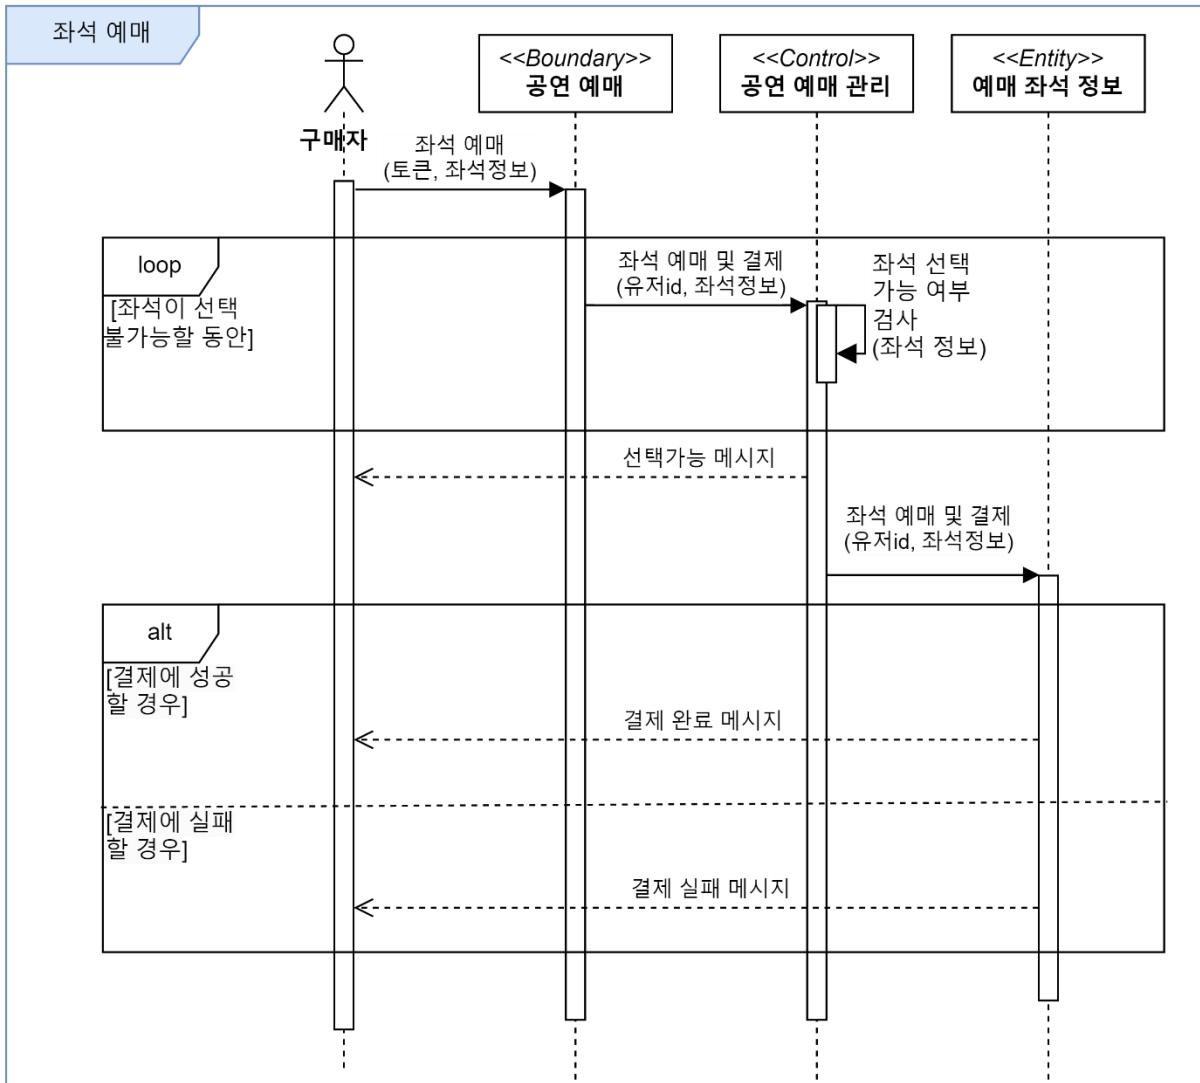 좌석 예매
<<Boundary>>
공연 예매
<<Control>>
공연 예매 관리
<<Entity>>
예매 좌석 정보
구매자
좌석 예매
(토큰, 좌석정보)
loop
[좌석이 선택
불가능할 동안]
좌석 예매 및 결제
(유저id, 좌석정보)
좌석 선택
가능 여부
검사
(좌석 정보)
선택가능 메시지
좌석 예매 및 결제
(유저id, 좌석정보)
alt
[결제에 성공
할 경우]
결제 완료 메시지
[결제에 실패
할 경우]
결제 실패 메시지